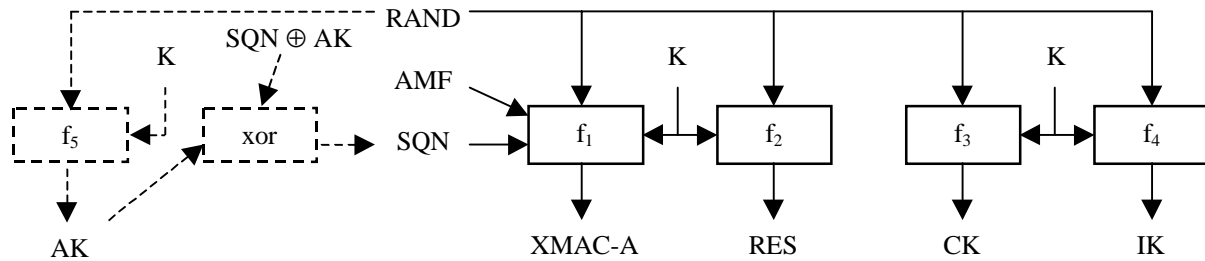 RAND
SQN ⊕ AK
K
K
K
AMF
f₅
xor
SQN
f₁
f₂
f₃
f₄
AK
XMAC-A
RES
CK
IK